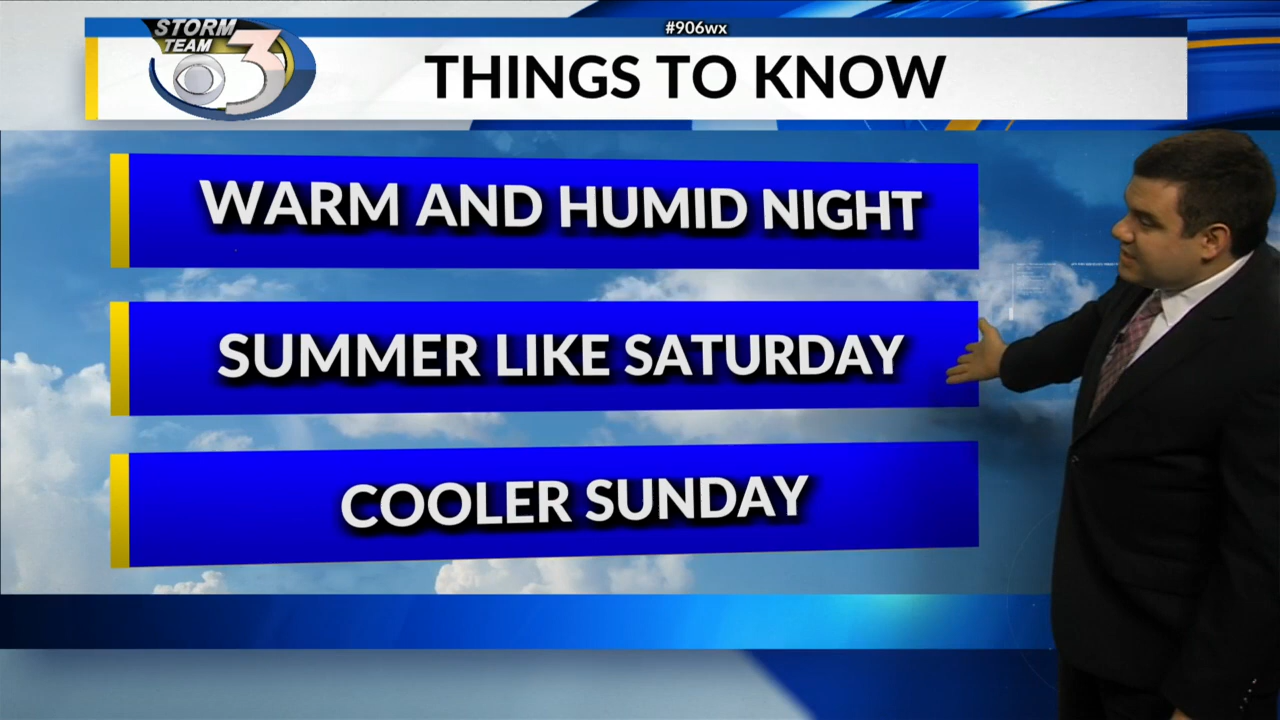 STORM
TEAM
3
#906wx
THINGS TO KNOW
WARM AND HUMID NIGHT
SUMMER LIKE SATURDAY
COOLER SUNDAY